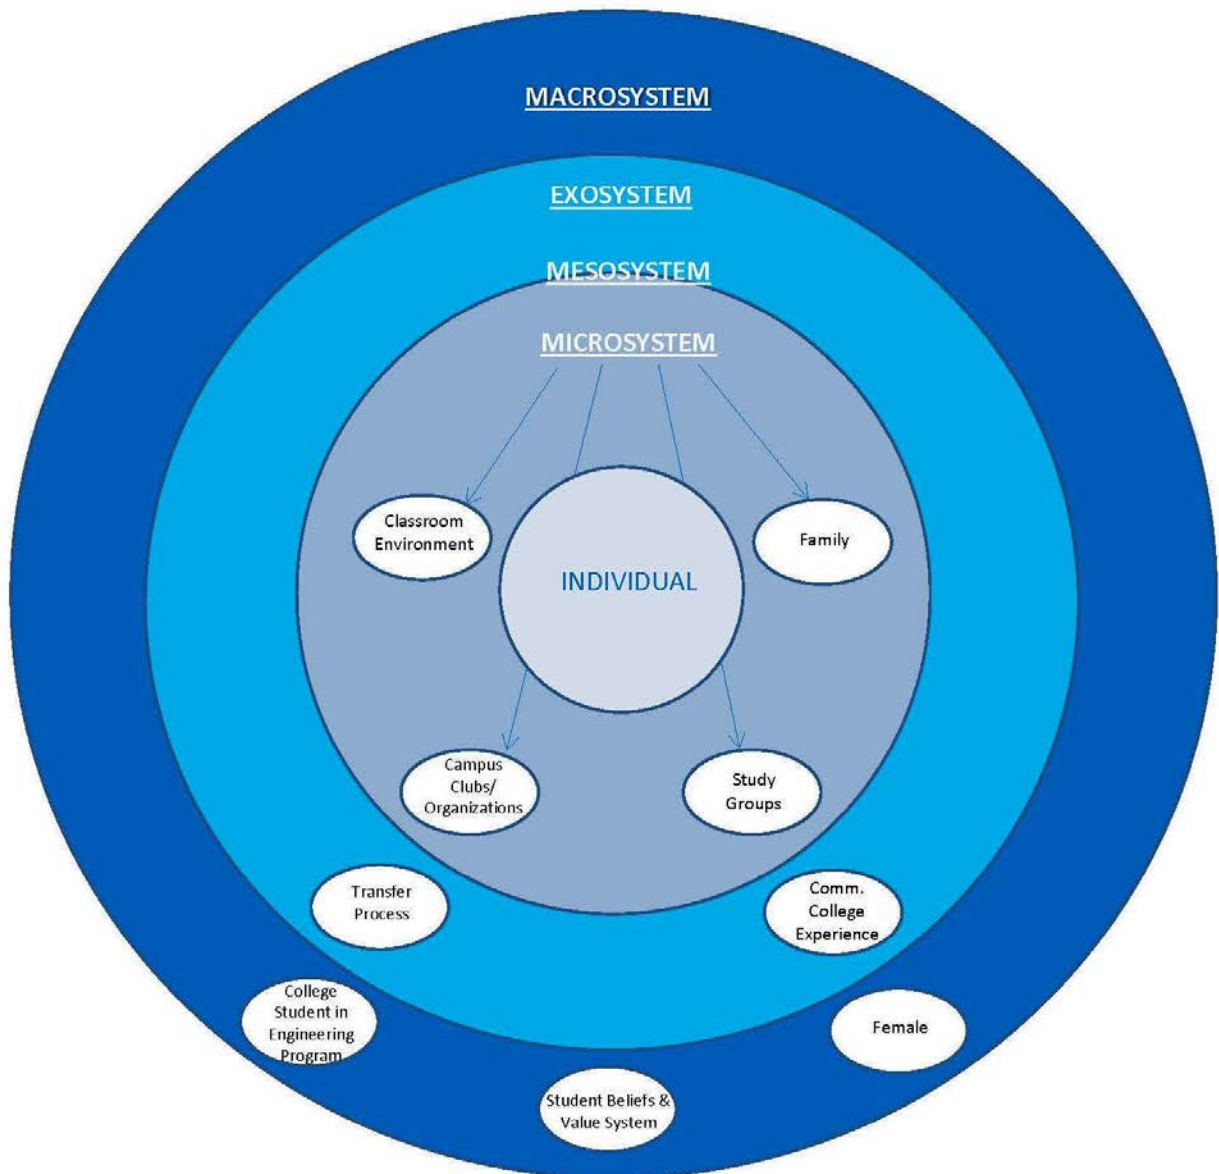 MACROSYSTEM
EXOSYSTEM
MESOSYSTEM
MICROSYSTEM
Classroom
Environment
Family
INDIVIDUAL
Campus
Clubs/
Organizations
Study
Groups
Transfer
Process
Comm.
College
Experience
College
Student in
Engineering
Program
Female
Student Beliefs &
Value System